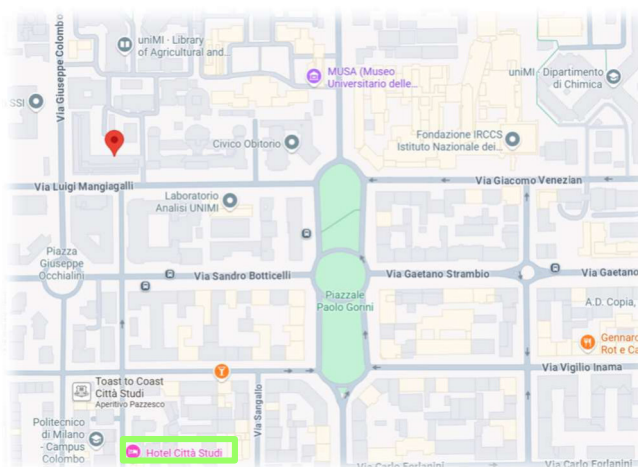 uniMI - Library
of Agricultural and...
Via Giuseppe Colombo
MUSA (Museo
Universitario delle...
uniMI - Dipartimento
di Chimica
SSI
Civico Obitorio
Fondazione IRCCS
Istituto Nazionale dei...
Via Luigi Mangiagalli
Via Giacomo Venezian
Laboratorio
Analisi UNIMI
Piazza
Giuseppe
Occhialini
Via Sandro Botticelli
Via Gaetano Strambio
Via Gaetano
Piazzale
Paolo Gorini
A.D. Copia,
Gennaro
Rot e Ca
Via Vigilio Inama
Toast to Coast
Città Studi
Aperitivo Pazzesco
Via Sangallo
Politecnico
di Milano
- Campus
Colombo
Hotel Città Studi
Via Carlo Forlanini
Via Carlo Forlanini